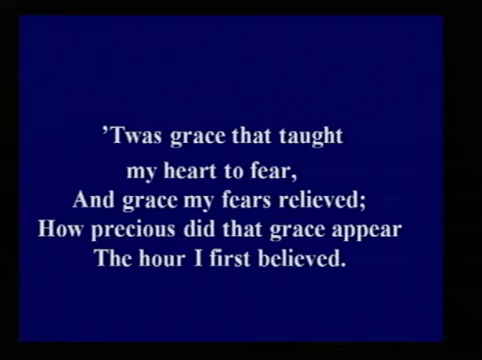 ’Twas grace that taught
my heart to fear,
And grace my fears relieved;
How precious did that grace appear
The hour I first believed.